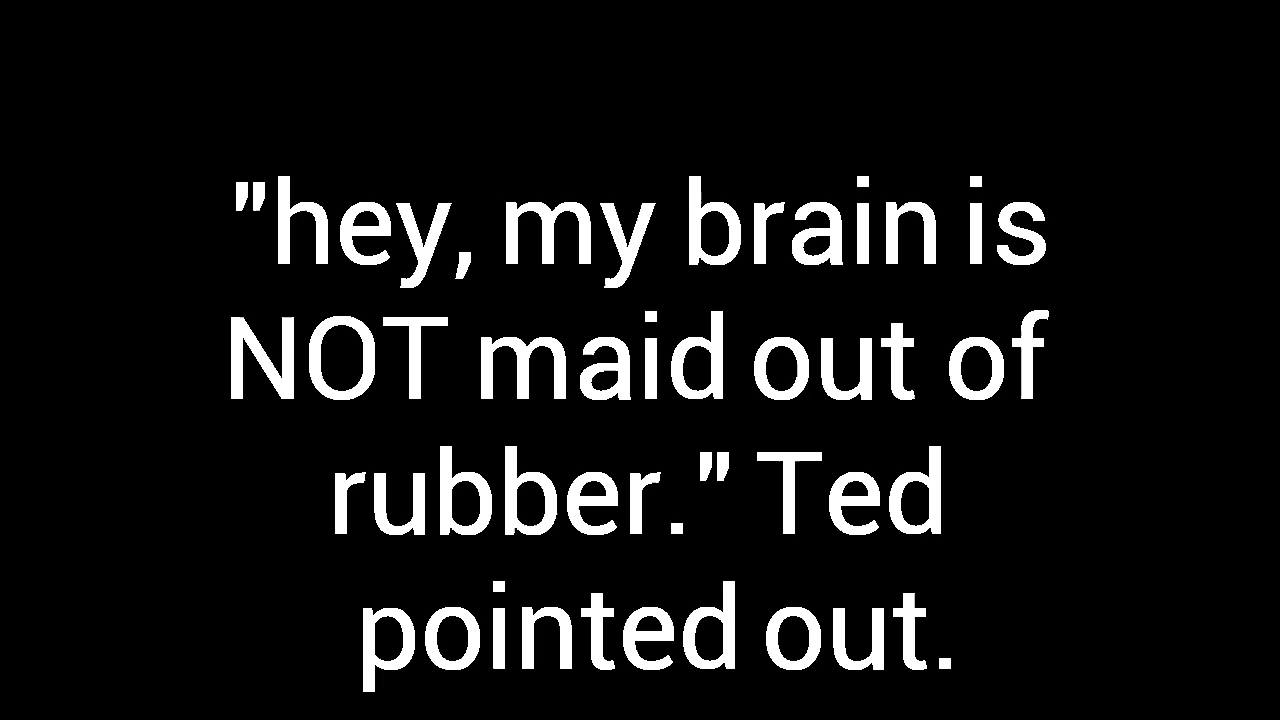 "hey, my brain is
NOT maid out of
rubber." Ted
pointed out.